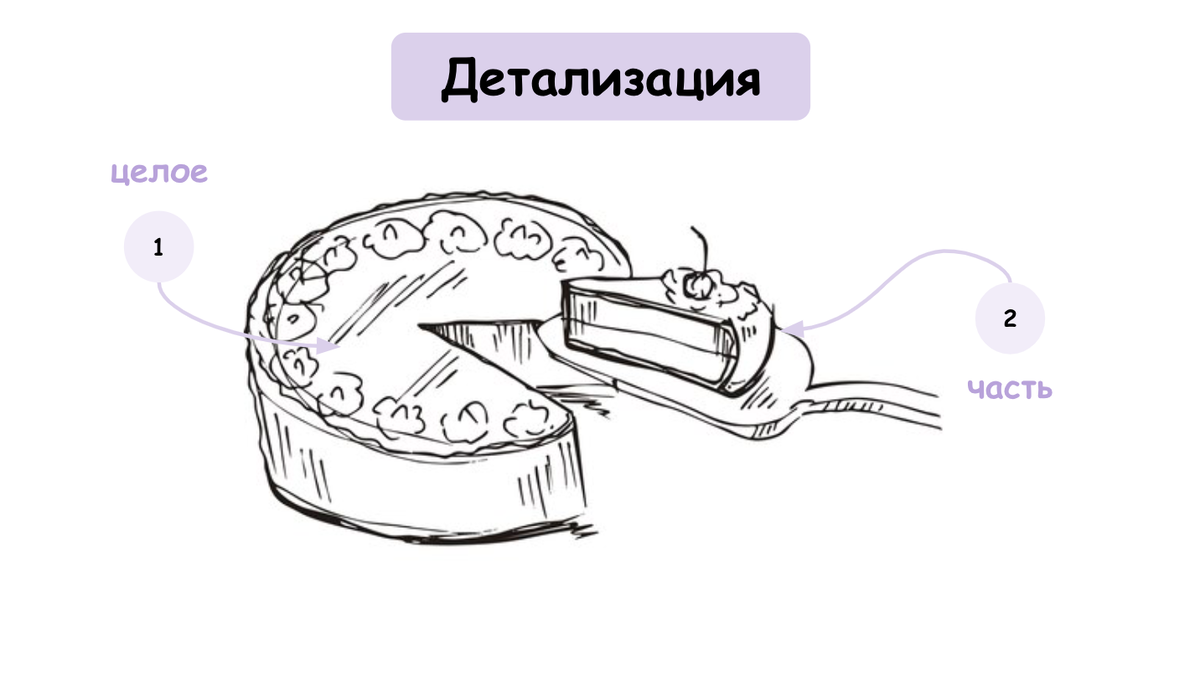 Детализация
целое
1
2
часть